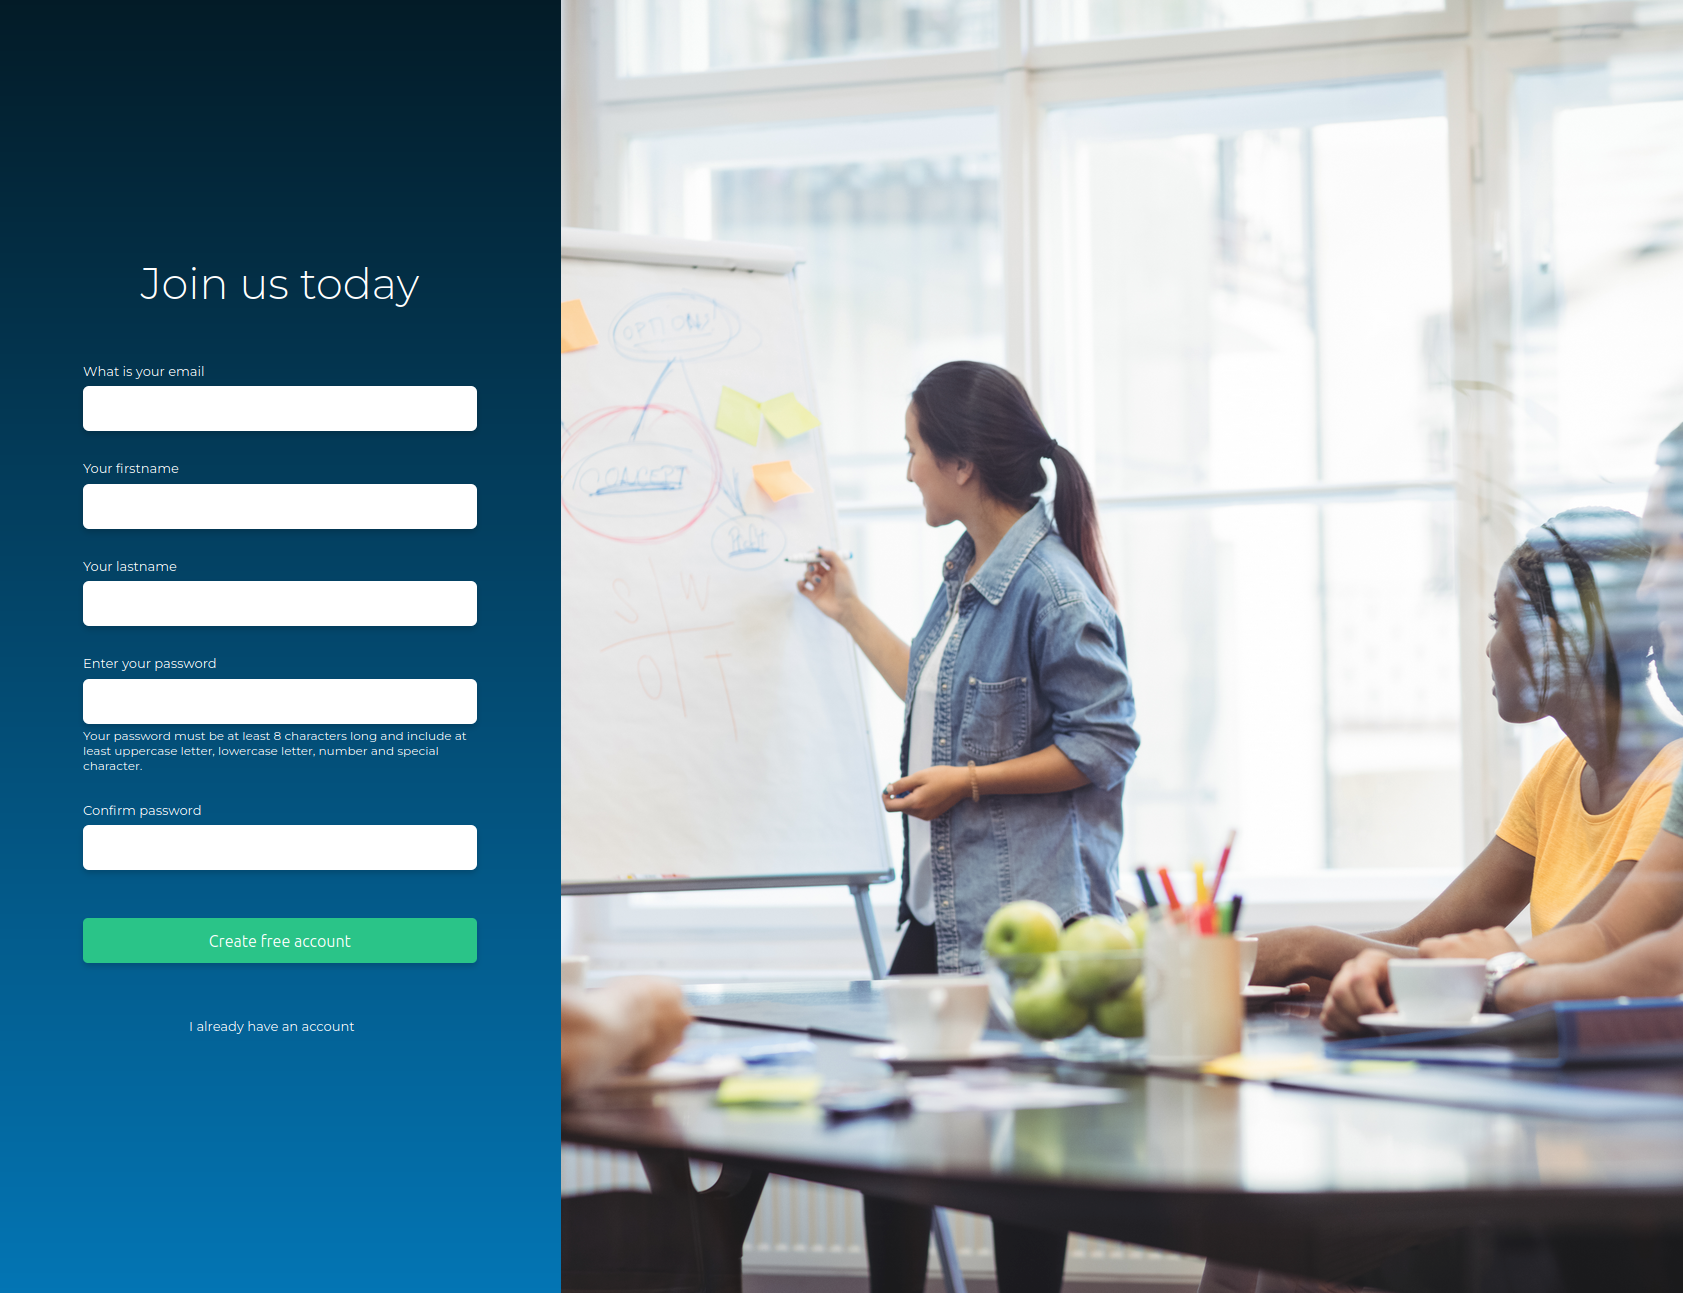 Join us today
What is your email
Your firstname
Your lastname
Enter your password
Your password must be at least 8 characters long and include at
least uppercase letter, lowercase letter, number and special
character.
Confirm password
Create free account
I already have an account
OPTIONS!
CONCEPT
Profit
S W
O T